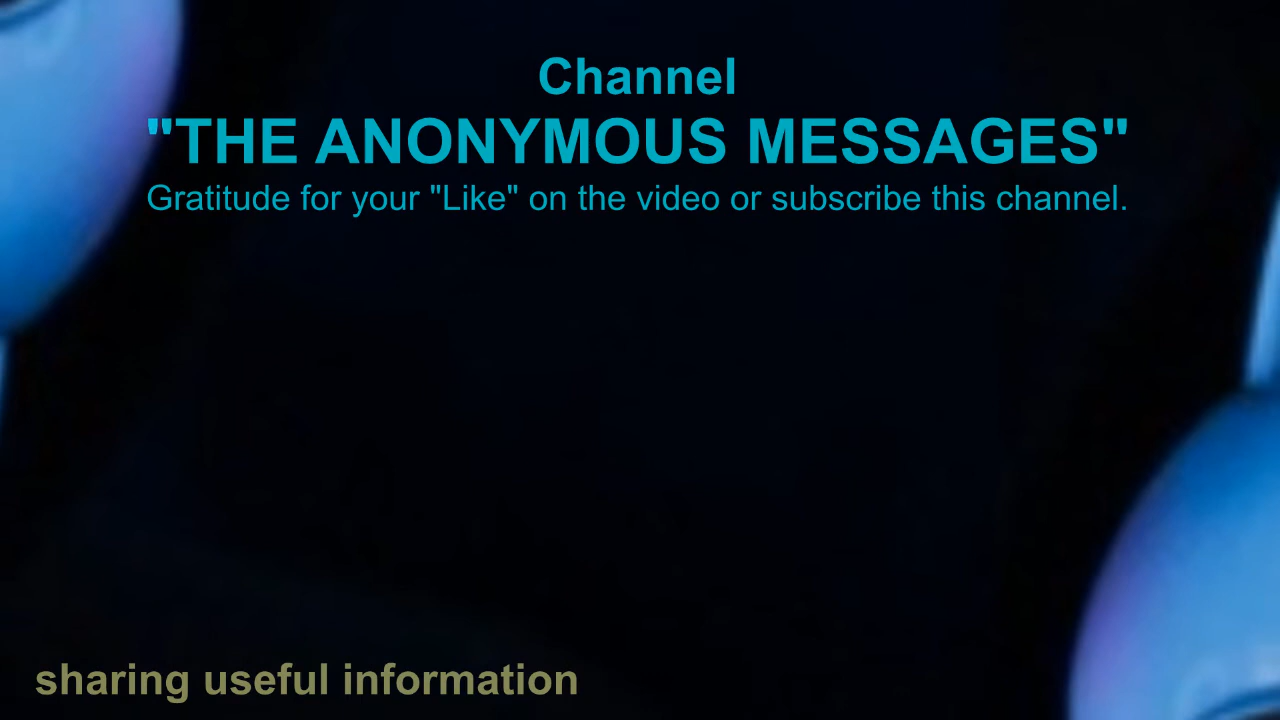 Channel
"THE ANONYMOUS MESSAGES"
Gratitude for your "Like" on the video or subscribe this channel.
sharing useful information